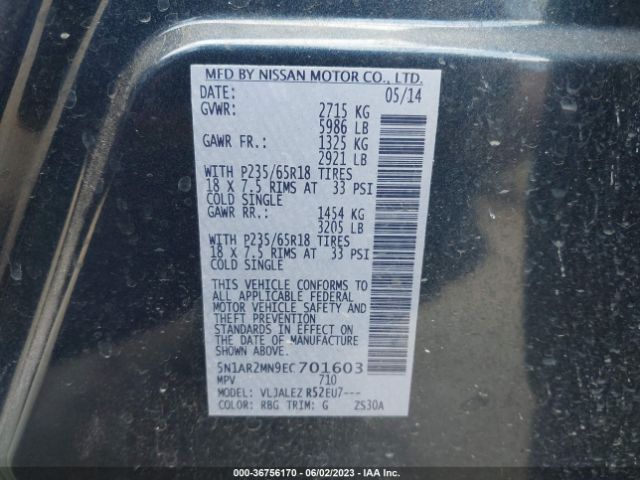 MFD BY NISSAN MOTOR CO., LTD.
DATE: 05/14
GVWR: 2715 KG
5986 LB
GAWR FR.: 1325 KG
2921 LB
WITH P235/65R18 TIRES
18 X 7.5 RIMS AT 33 PSI
COLD SINGLE
GAWR RR.: 1454 KG
3205 LB
WITH P235/65R18 TIRES
18 X 7.5 RIMS AT 33 PSI
COLD SINGLE
THIS VEHICLE CONFORMS TO
ALL APPLICABLE FEDERAL
MOTOR VEHICLE SAFETY AND
THEFT PREVENTION
STANDARDS IN EFFECT ON
THE DATE OF MANUFACTURE
SHOWN ABOVE.
5N1AR2MN9EC701603
MPV 710
MODEL: VLJALEZ R52EU7---
COLOR: RBG TRIM: G ZS30A
000-36756170 - 06/02/2023 - IAA Inc.